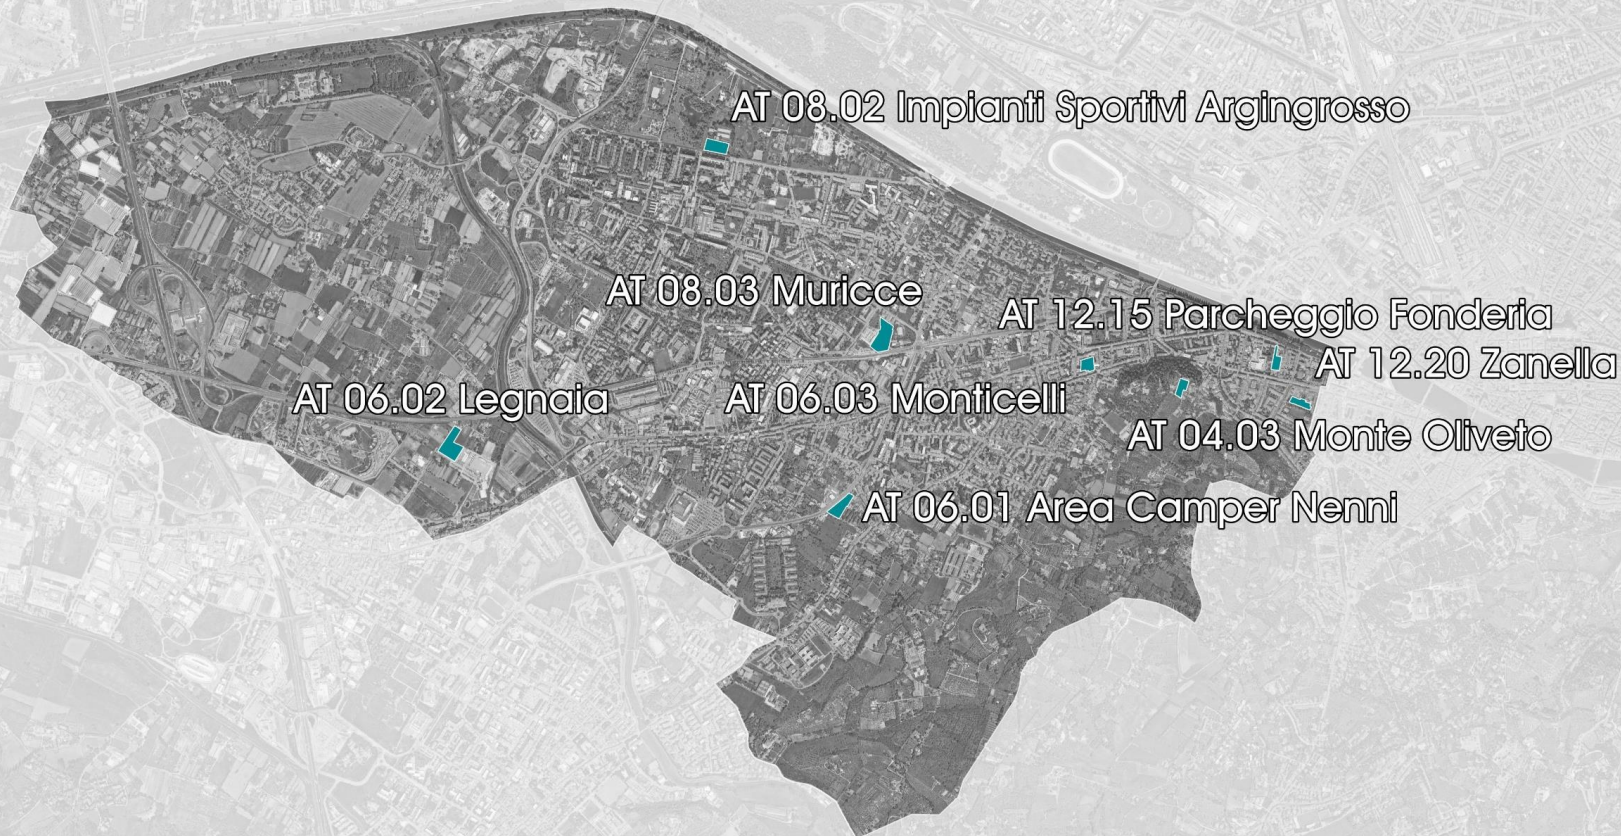 AT 08.02 Impianti Sportivi Argingrosso
AT 08.03 Muricce
AT 12.15 Parcheggio Fonderia
AT 12.20 Zanella
AT 06.02 Legnaia
AT 06.03 Monticelli
AT 04.03 Monte Oliveto
AT 06.01 Area Camper Nenni